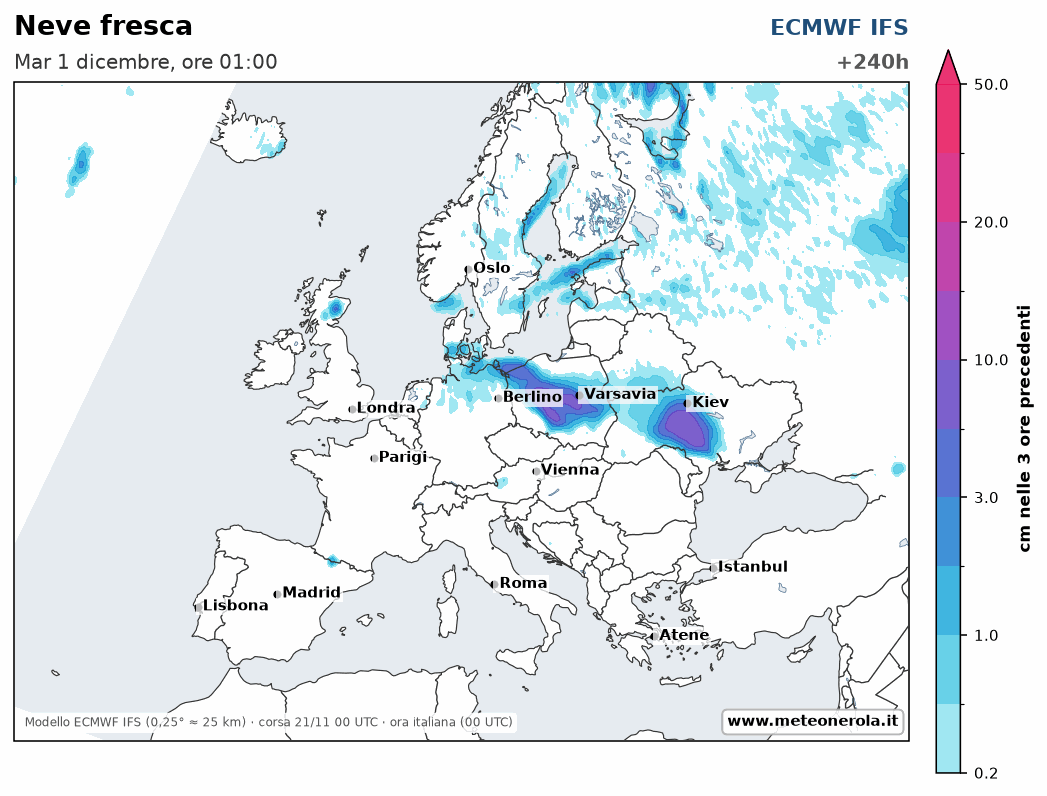 Neve fresca
ECMWF IFS
Mar 1 dicembre, ore 01:00
+240h
50.0
20.0
10.0
3.0
1.0
0.2
cm nelle 3 ore precedenti
Oslo
Berlino
Varsavia
Kiev
Londra
Parigi
Vienna
Istanbul
Roma
Madrid
Lisbona
Atene
Modello ECMWF IFS (0,25° ≈ 25 km) · corsa 21/11 00 UTC · ora italiana (00 UTC)
www.meteonerola.it